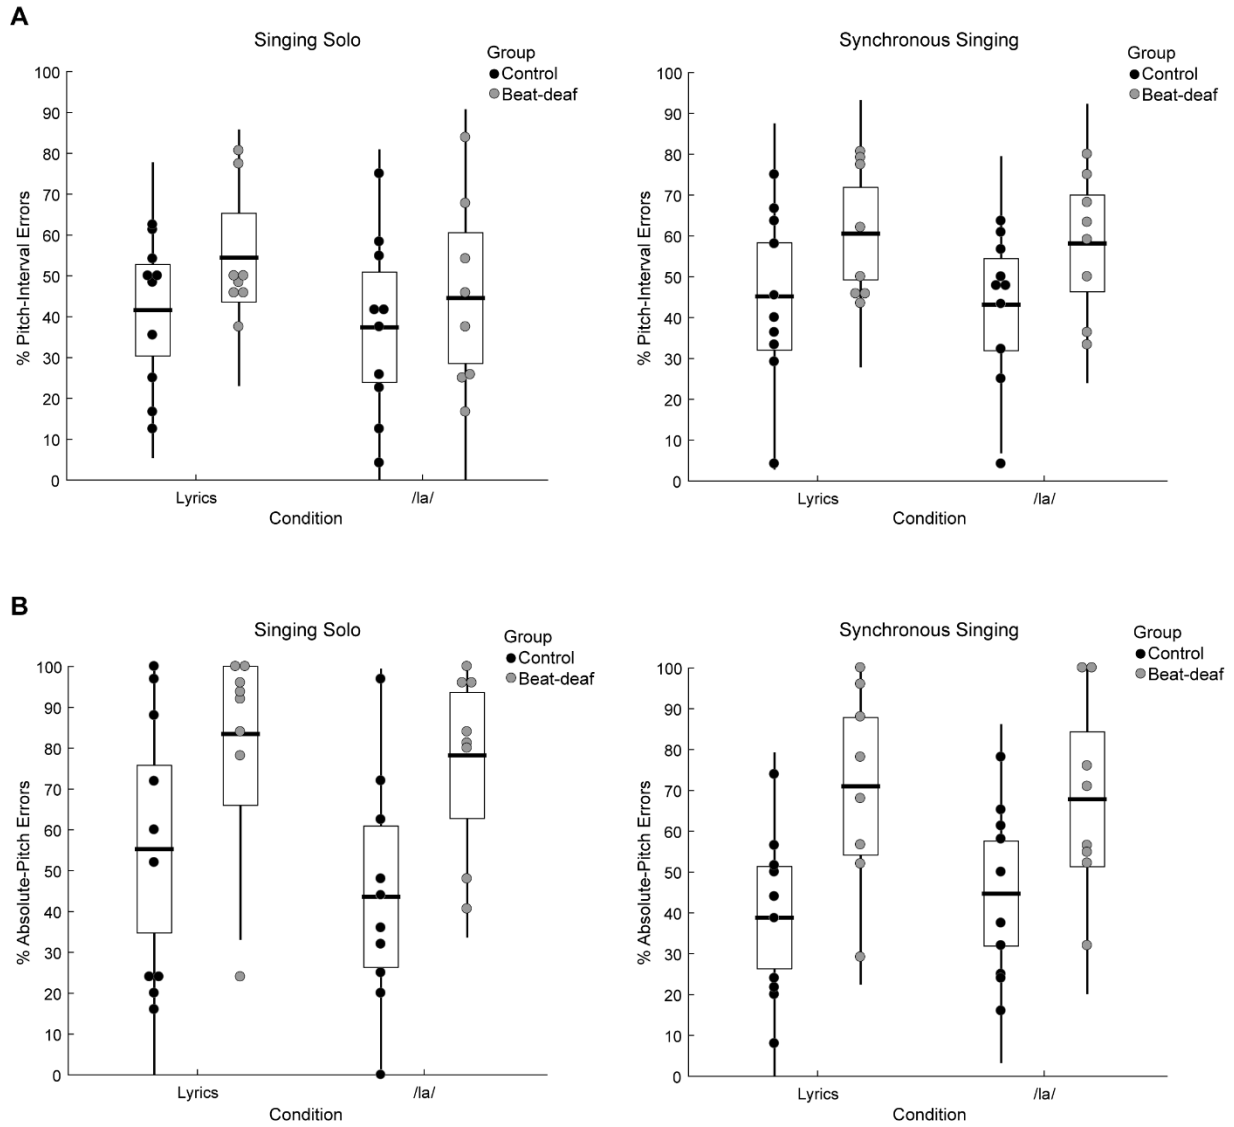 A
Singing Solo
Group
Control
Beat-deaf
% Pitch-Interval Errors
100
90
80
70
60
50
40
30
20
10
0
Lyrics
/la/
Condition
Synchronous Singing
Group
Control
Beat-deaf
% Pitch-Interval Errors
100
90
80
70
60
50
40
30
20
10
0
Lyrics
/la/
Condition
B
Singing Solo
Group
Control
Beat-deaf
% Absolute-Pitch Errors
100
90
80
70
60
50
40
30
20
10
0
Lyrics
/la/
Condition
Synchronous Singing
Group
Control
Beat-deaf
% Absolute-Pitch Errors
100
90
80
70
60
50
40
30
20
10
0
Lyrics
/la/
Condition